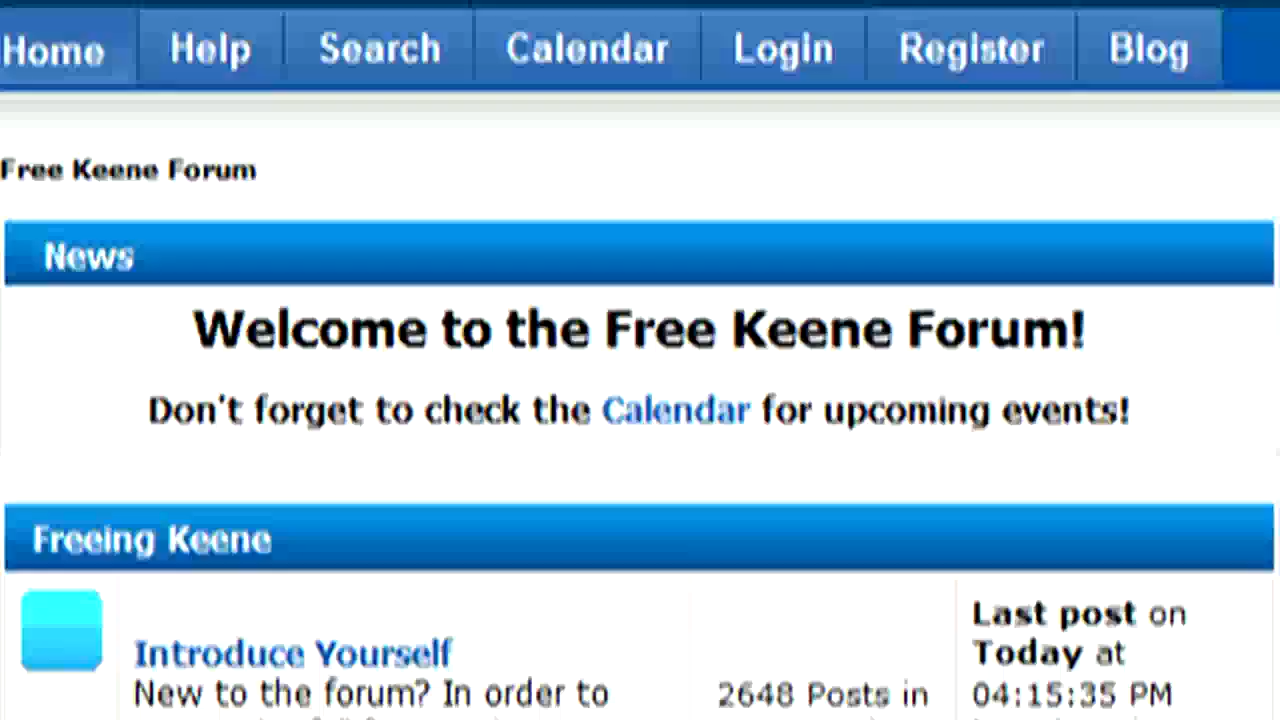 Home Help Search Calendar Login Register Blog
Free Keene Forum
News
Welcome to the Free Keene Forum!
Don't forget to check the Calendar for upcoming events!
Freeing Keene
Introduce Yourself
New to the forum? In order to
2648 Posts in
Last post on
Today at
04:15:35 PM